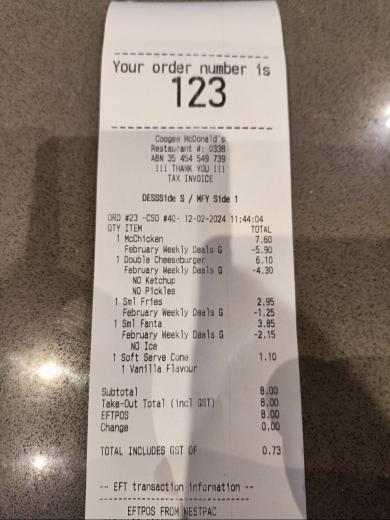 Your order number is
123
Coogee McDonald's
Restaurant #: 0338
ABN 35 454 549 739
!!! THANK YOU !!!
TAX INVOICE
DESSSide S / MFY Side 1
ORD #23 -CSO #40- 12-02-2024 11:44:04
QTY ITEM TOTAL
1 McChicken 7.60
February Weekly Deals G -5.90
1 Double Cheeseburger 6.10
February Weekly Deals G -4.30
NO Ketchup
NO Pickles
1 Sml Fries 2.95
February Weekly Deals G -1.25
1 Sml Fanta 3.85
February Weekly Deals G -2.15
NO Ice
1 Soft Serve Cone 1.10
1 Vanilla Flavour
Subtotal 8.00
Take-Out Total (incl GST) 8.00
EFTPOS 8.00
Change 0.00
TOTAL INCLUDES GST OF 0.73
-- EFT transaction information --
EFTPOS FROM WESTPAC